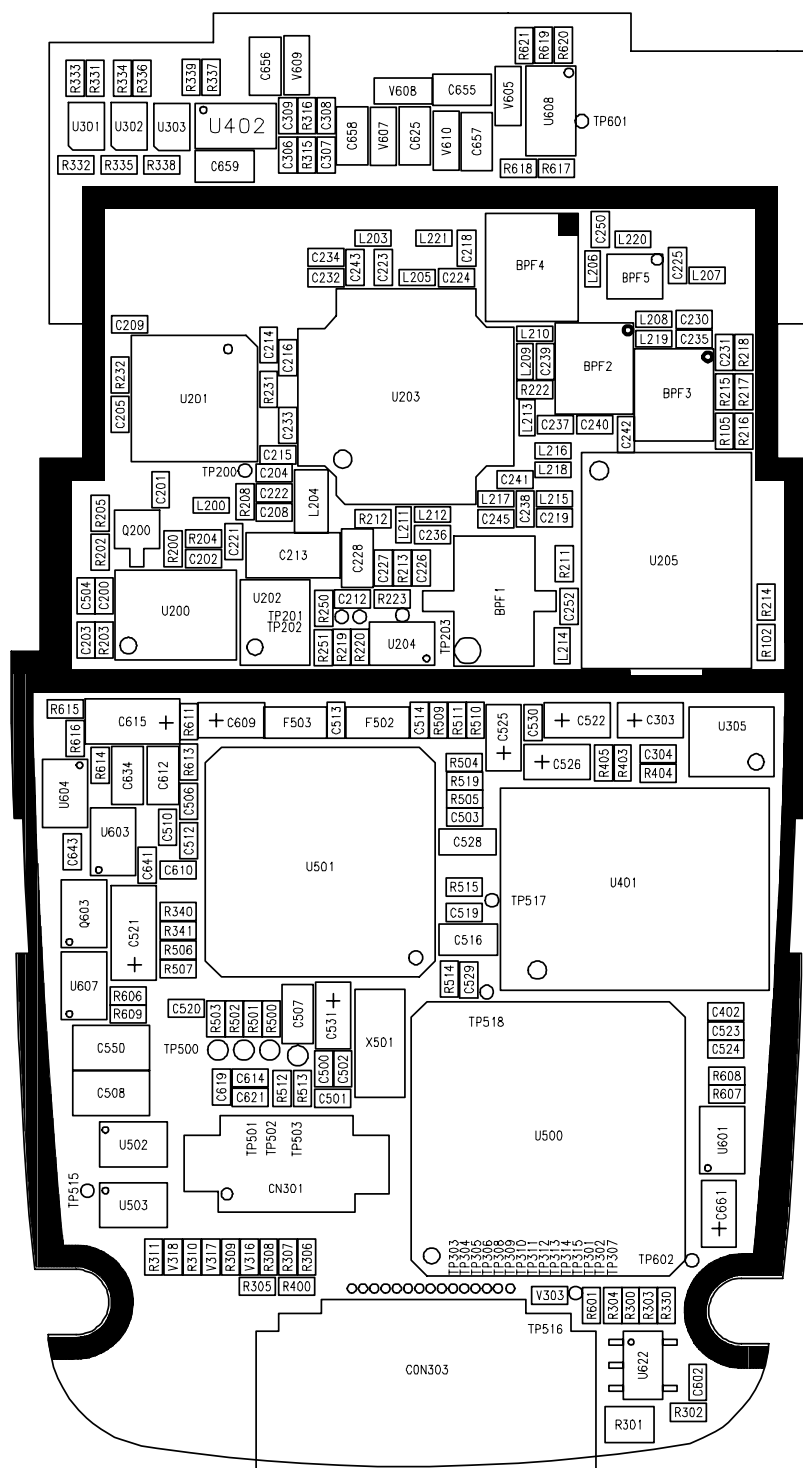 R621
R619
R620
C656
V609
R333
R331
R334
R336
R339
R337
V608
C655
V605
U608
TP601
U301
U302
U303
U402
C309
R316
C308
C658
V607
C625
V610
C657
C306
R315
C307
R332
R335
R338
C659
R618
R617
L203
L221
C218
BPF4
C250
L220
C234
C243
C223
C232
L205
C224
L206
BPF5
C225
L207
C209
C214
C216
L210
L208
C230
L219
C235
C231
R218
L209
C239
BPF2
BPF3
R232
R231
U201
U203
R222
R215
R217
C205
C233
L213
C237
C240
C242
R105
R216
C215
L216
TP200
C204
L218
C201
C241
L204
R205
L200
R208
C222
C208
L217
C238
L215
R212
L211
L212
C245
C219
Q200
R202
R200
R204
C202
C221
C213
C228
C236
U205
C227
R213
C226
R211
C504
C200
U200
U202
TP201
TP202
R250
C212
R223
BPF1
C252
R214
C203
R203
R251
R219
R220
U204
TP203
L214
R102
R615
R616
C615
R611
C609
F503
C513
F502
C514
R509
R511
R510
C525
C530
C522
C303
U305
U604
R614
C634
C612
R613
R504
C526
R405
R403
C304
R404
R519
C506
R505
U603
C510
C512
C503
C643
C641
C610
C528
U501
U401
R515
TP517
Q603
C521
R340
R341
C519
R506
C516
R507
U607
R606
R609
C520
R503
R502
R501
R500
C507
C531
X501
R514
C529
TP518
C402
C523
C524
C550
TP500
C500
C502
C508
C619
C614
C621
R512
R513
C501
R608
R607
U502
TP501
TP502
TP503
U500
U601
TP515
U503
CN301
C661
R311
V318
R310
V317
R309
V316
R308
R307
R306
TP303
TP304
TP305
TP306
TP308
TP309
TP310
TP311
TP312
TP313
TP314
TP315
TP301
TP302
TP307
TP602
R305
R400
V303
R601
R304
R300
R303
R330
TP516
CON303
U622
C602
R301
R302